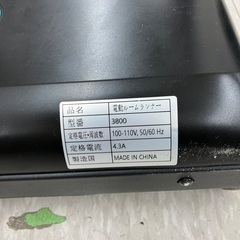 品名 電動ルームランナー
型番 3800
定格電圧・周波数 100-110V, 50/60 Hz
定格電流 4.3A
製造国 MADE IN CHINA